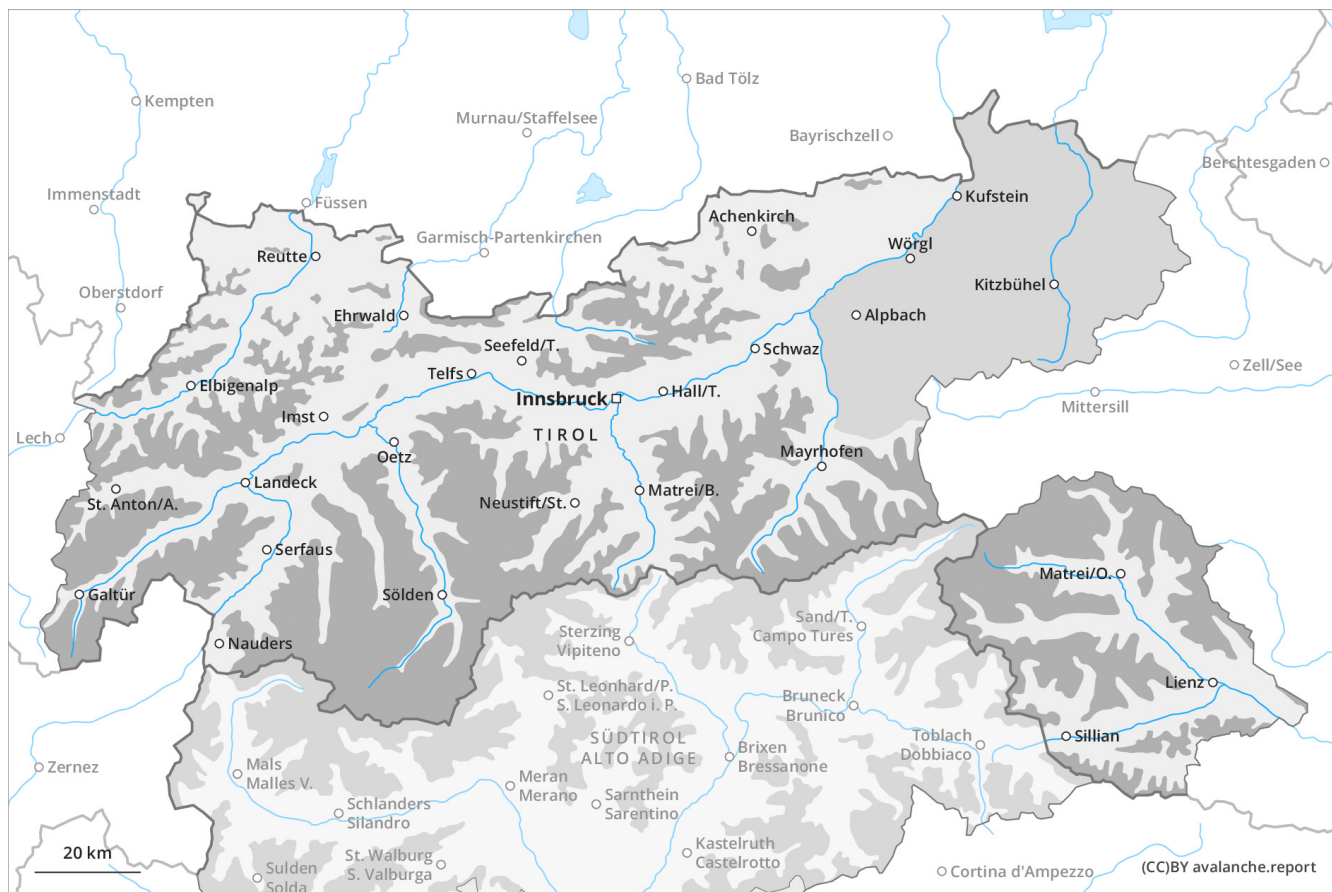 Bad Tölz
Kempten
Murnau/Staffelsee
Bayrischzell
Berchtesgaden
Immenstadt
Füssen
Kufstein
Achenkirch
Garmisch-Partenkirchen
Wörgl
Reutte
Kitzbühel
Oberstdorf
Ehrwald
Alpbach
Seefeld/T.
Schwaz
Zell/See
Telfs
Elbigenalp
Hall/T.
Innsbruck
Mittersill
Imst
Lech
TIROL
Oetz
Mayrhofen
Landeck
Matrei/B.
St. Anton/A.
Neustift/St.
Serfaus
Matrei/O.
Galtür
Sölden
Sand/T.
Campo Tures
Sterzing
Vipiteno
Nauders
Lienz
St. Leonhard/P.
S. Leonardo i. P.
Bruneck
Brunico
Sillian
SÜDTIROL
ALTO ADIGE
Toblach
Dobbiaco
Brixen
Bressanone
Zernez
Mals
Malles V.
Meran
Merano
Sarnthein
Sarentino
Schlanders
Silandro
20 km
Kastelruth
Castelrotto
St. Walburg
S. Valburga
Sulden
Solda
Cortina d'Ampezzo
(CC)BY avalanche.report